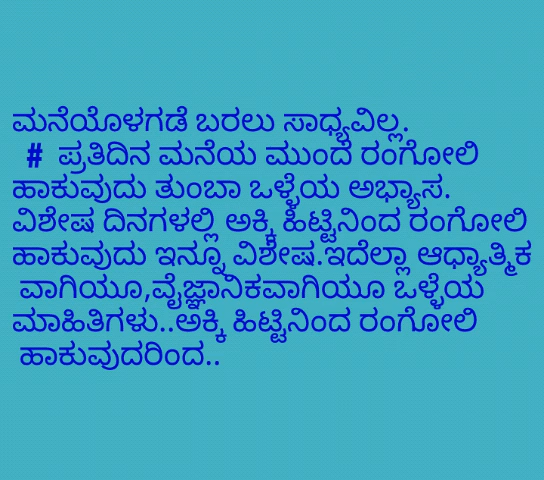 ಮನೆಯೊಳಗಡೆ ಬರಲು ಸಾಧ್ಯವಿಲ್ಲ.
# ಪ್ರತಿದಿನ ಮನೆಯ ಮುಂದೆ ರಂಗೋಲಿ
ಹಾಕುವುದು ತುಂಬಾ ಒಳ್ಳೆಯ ಅಭ್ಯಾಸ.
ವಿಶೇಷ ದಿನಗಳಲ್ಲಿ ಅಕ್ಕಿ ಹಿಟ್ಟಿನಿಂದ ರಂಗೋಲಿ
ಹಾಕುವುದು ಇನ್ನೂ ವಿಶೇಷ.ಇದೆಲ್ಲಾ ಆಧ್ಯಾತ್ಮಿಕ
ವಾಗಿಯೂ,ವೈಜ್ಞಾನಿಕವಾಗಿಯೂ ಒಳ್ಳೆಯ
ಮಾಹಿತಿಗಳು..ಅಕ್ಕಿ ಹಿಟ್ಟಿನಿಂದ ರಂಗೋಲಿ
ಹಾಕುವುದರಿಂದ..